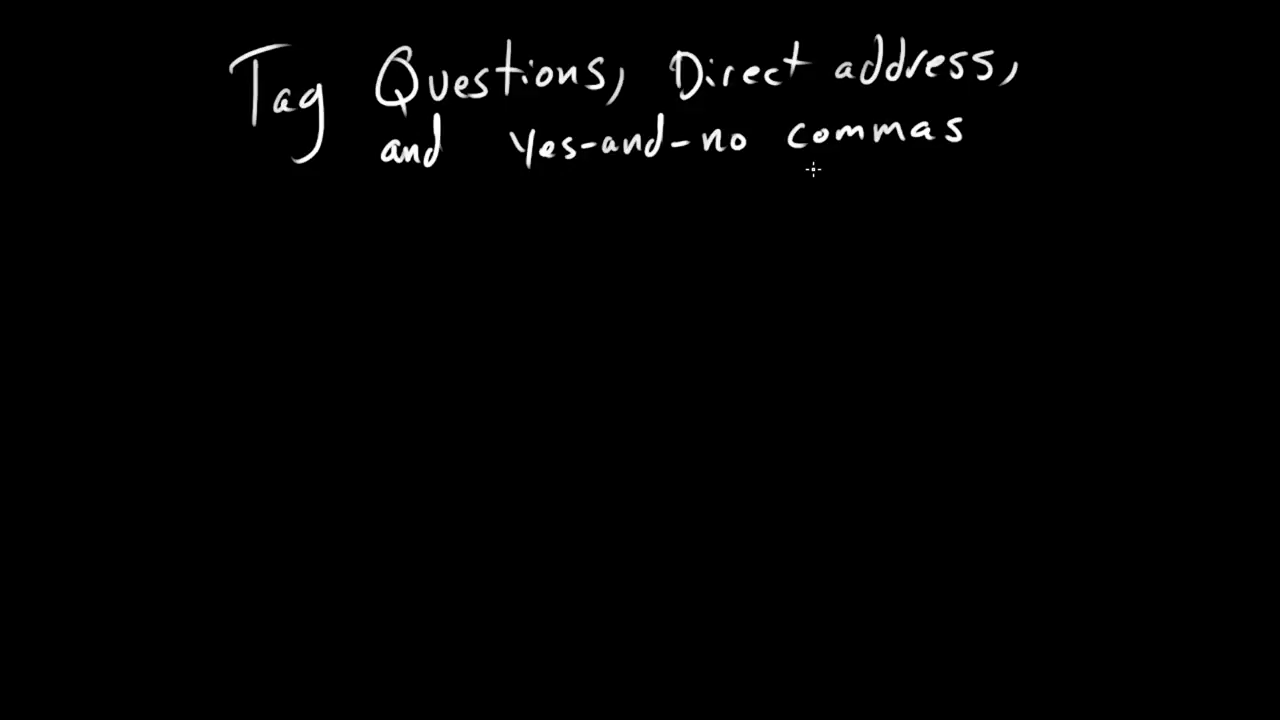 Tag Questions, Direct address,
and yes-and-no commas